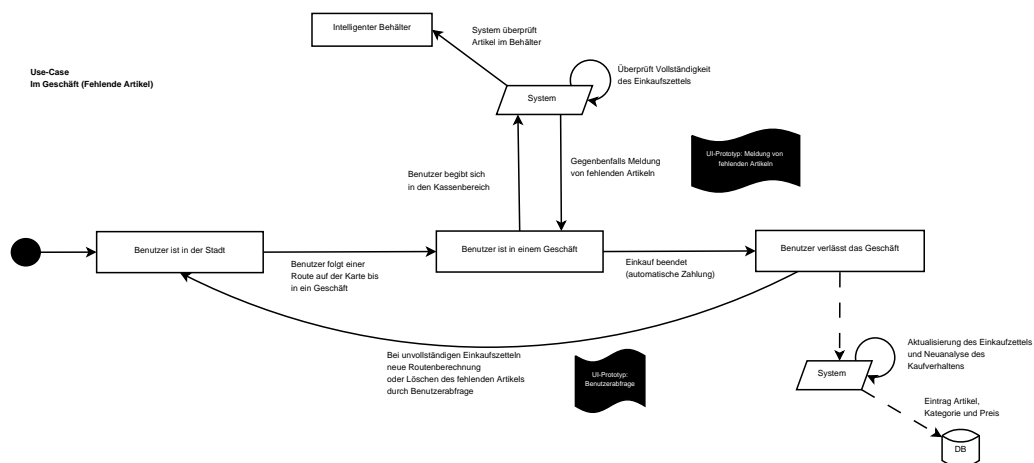 Intelligenter Behälter
System überprüft
Artikel im Behälter
Use-Case
Im Geschäft (Fehlende Artikel)
Überprüft Vollständigkeit
des Einkaufszettels
System
UI-Prototyp: Meldung von
fehlenden Artikeln
Gegenbenfalls Meldung
von fehlenden Artikeln
Benutzer begibt sich
in den Kassenbereich
Benutzer ist in der Stadt
Benutzer ist in einem Geschäft
Benutzer verlässt das Geschäft
Benutzer folgt einer
Route auf der Karte bis
in ein Geschäft
Einkauf beendet
(automatische Zahlung)
Bei unvollständigen Einkaufszetteln
neue Routenberechnung
oder Löschen des fehlenden Artikels
durch Benutzerabfrage
UI-Prototyp:
Benutzerabfrage
Aktualisierung des Einkaufzettels
und Neuanalyse des
Kaufverhaltens
System
Eintrag Artikel,
Kategorie und Preis
DB